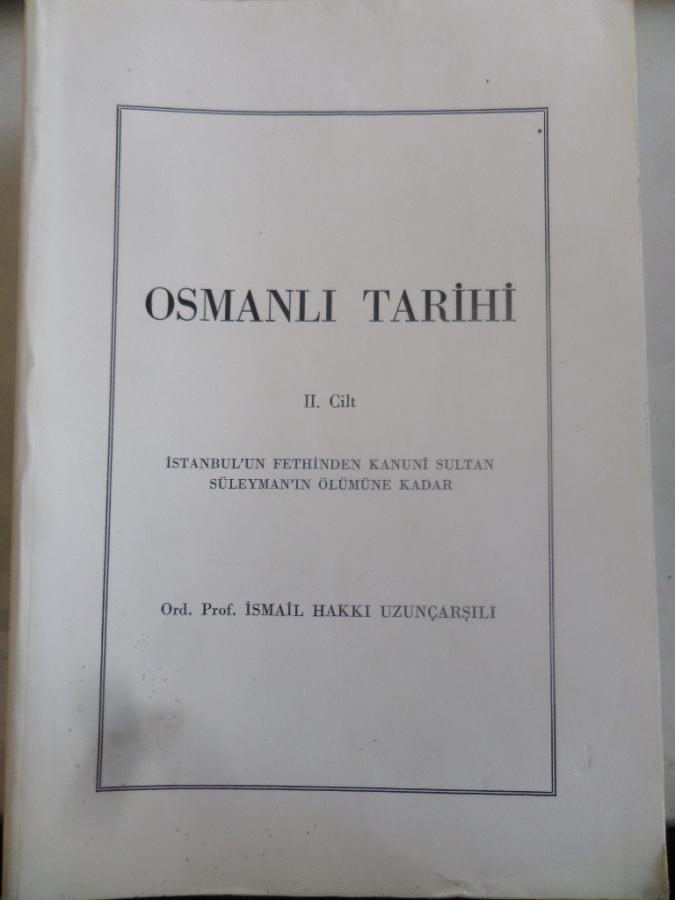 OSMANLI TARİHİ
II. Cilt
İSTANBUL'UN FETHİNDEN KANUNÎ SULTAN
SÜLEYMAN'IN ÖLÜMÜNE KADAR
Ord. Prof. İSMAİL HAKKI UZUNÇARŞILI